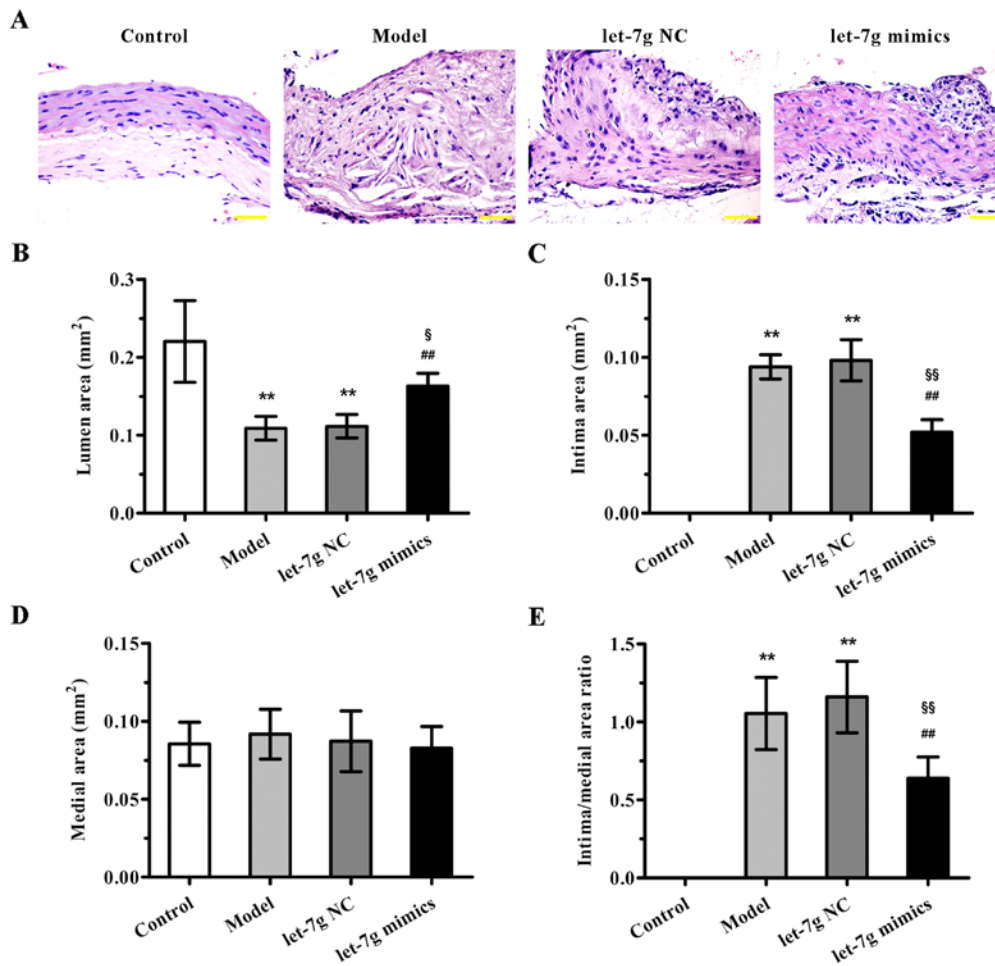 A
Control
Model
let-7g NC
let-7g mimics
B
Lumen area (mm²)
0.3
0.2
0.1
0.0
**
**
§
##
Control
Model
let-7g NC
let-7g mimics
C
Intima area (mm²)
0.15
0.10
0.05
0.00
**
**
§§
##
Control
Model
let-7g NC
let-7g mimics
D
Medial area (mm²)
0.15
0.10
0.05
0.00
Control
Model
let-7g NC
let-7g mimics
E
Intima/medial area ratio
1.5
1.0
0.5
0.0
**
**
§§
##
Control
Model
let-7g NC
let-7g mimics